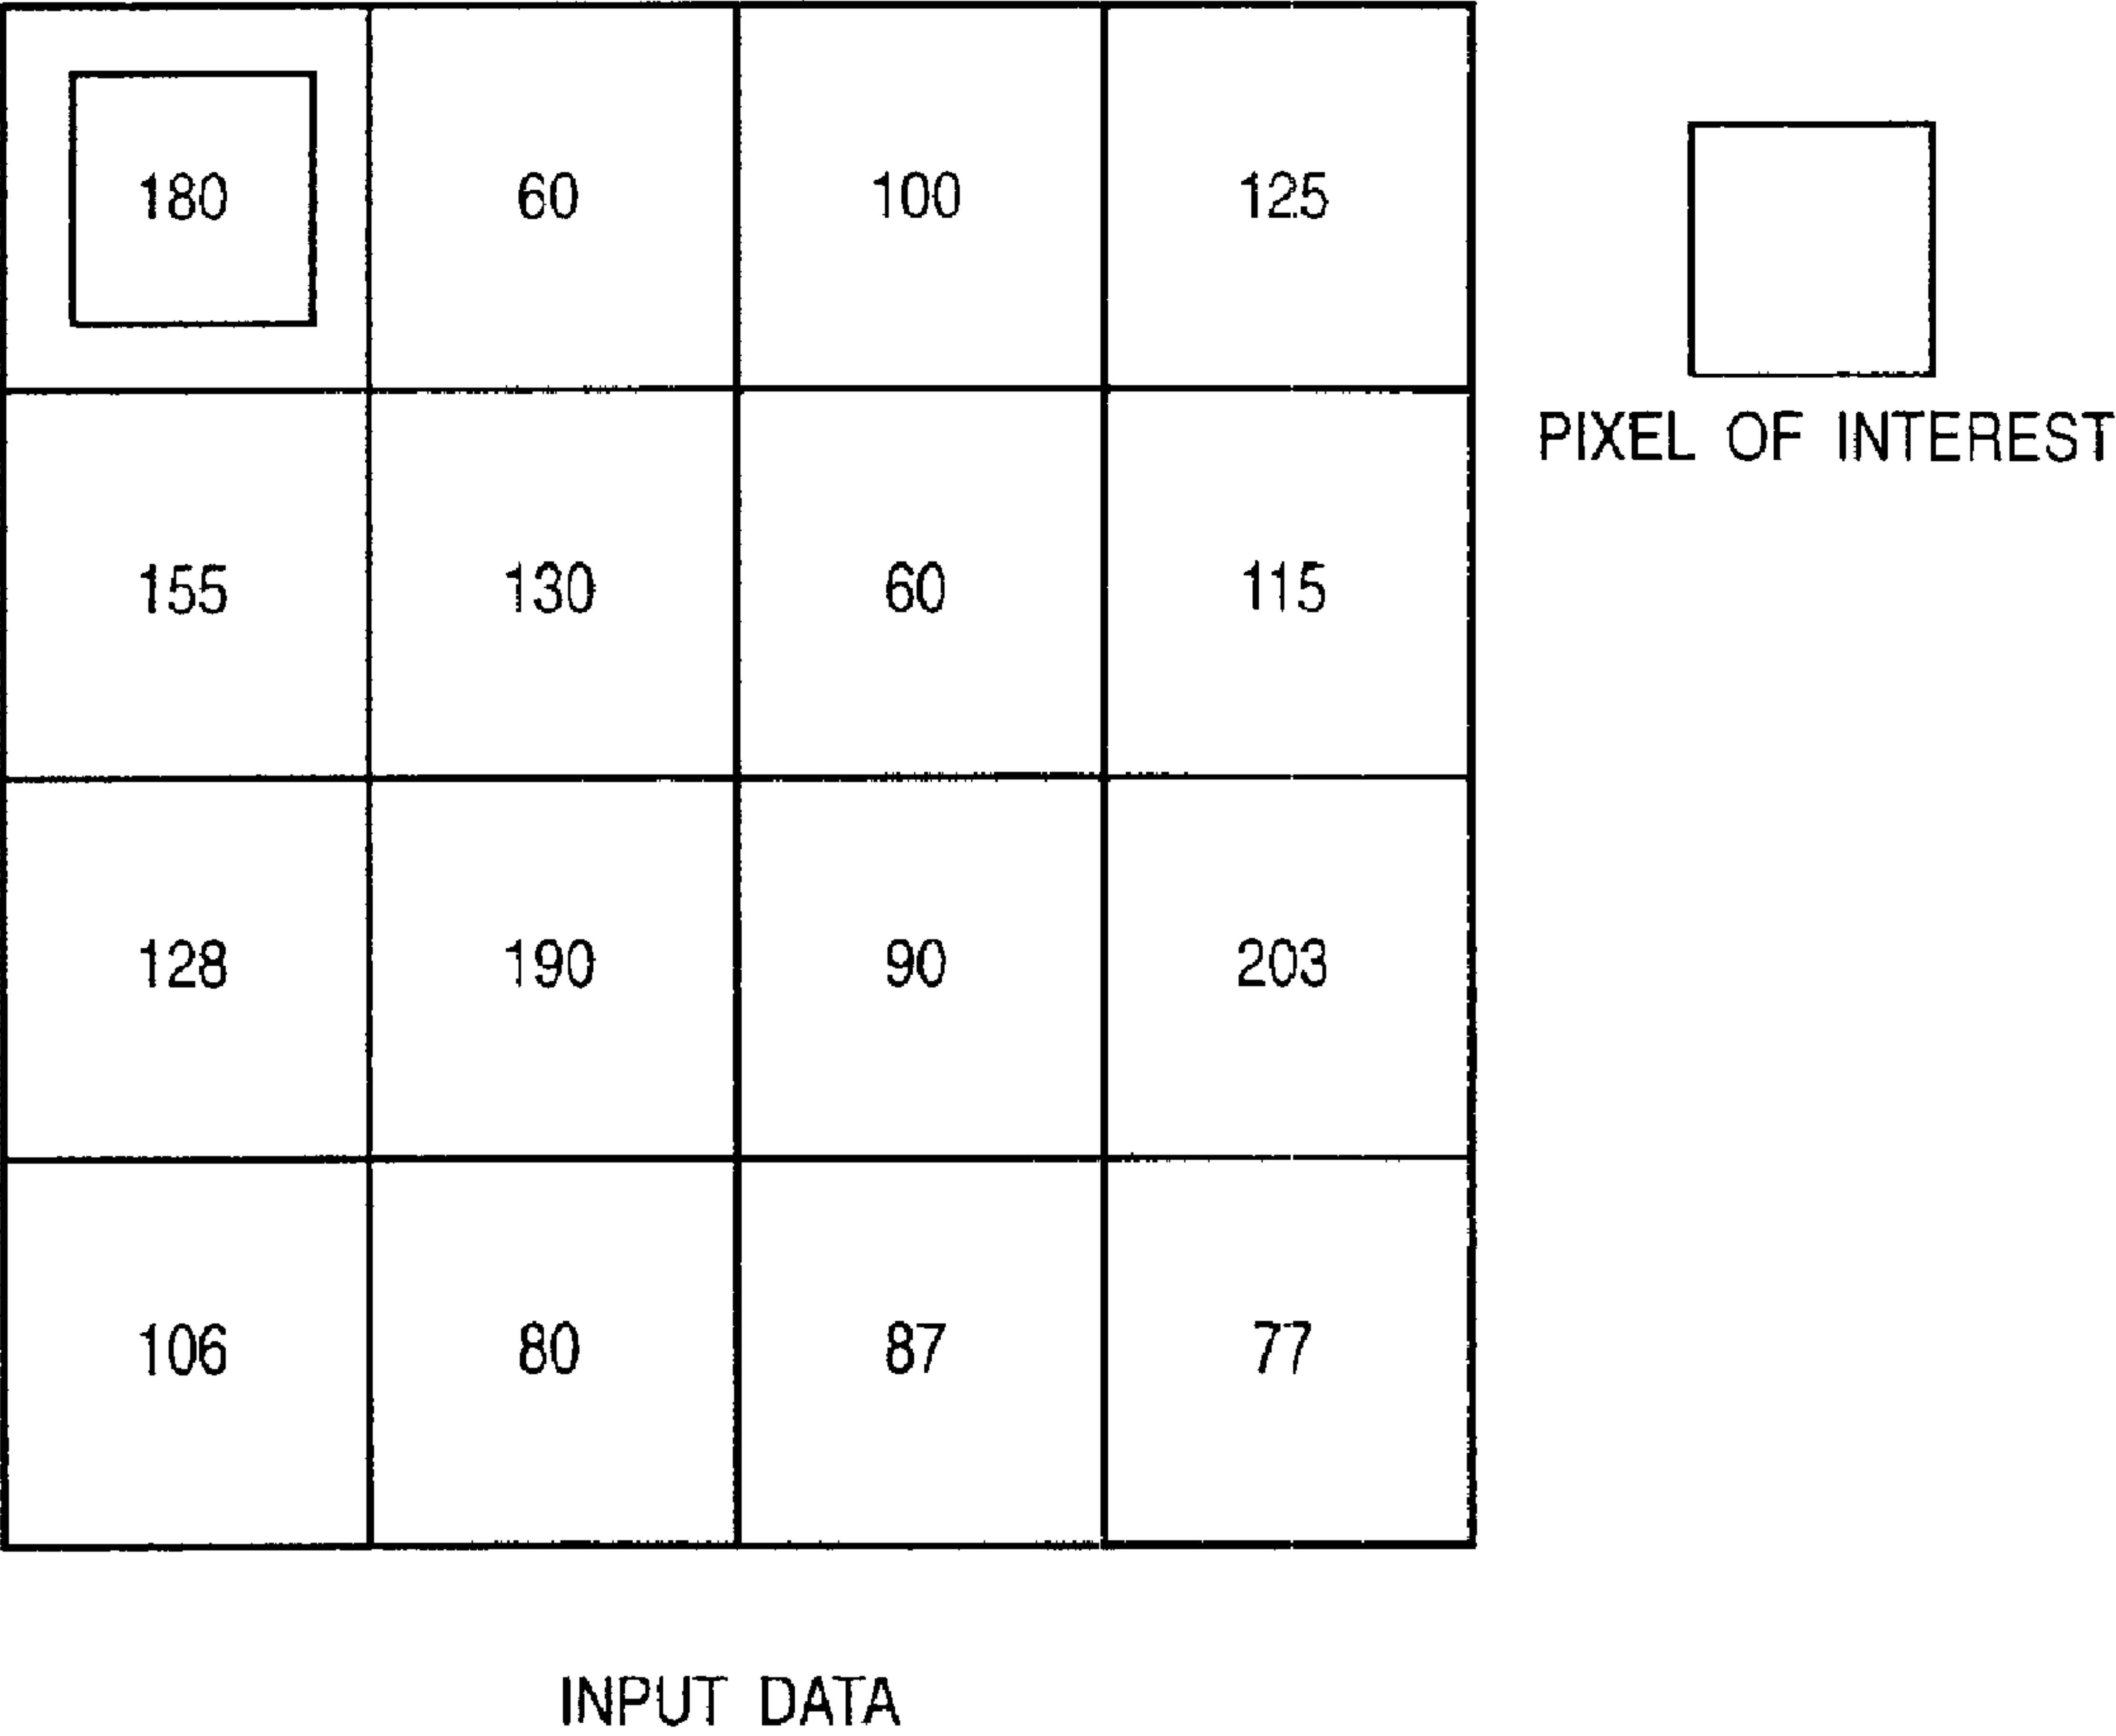 180 60 100 125
PIXEL OF INTEREST
155 130 60 115
128 190 90 203
106 80 87 77
INPUT DATA